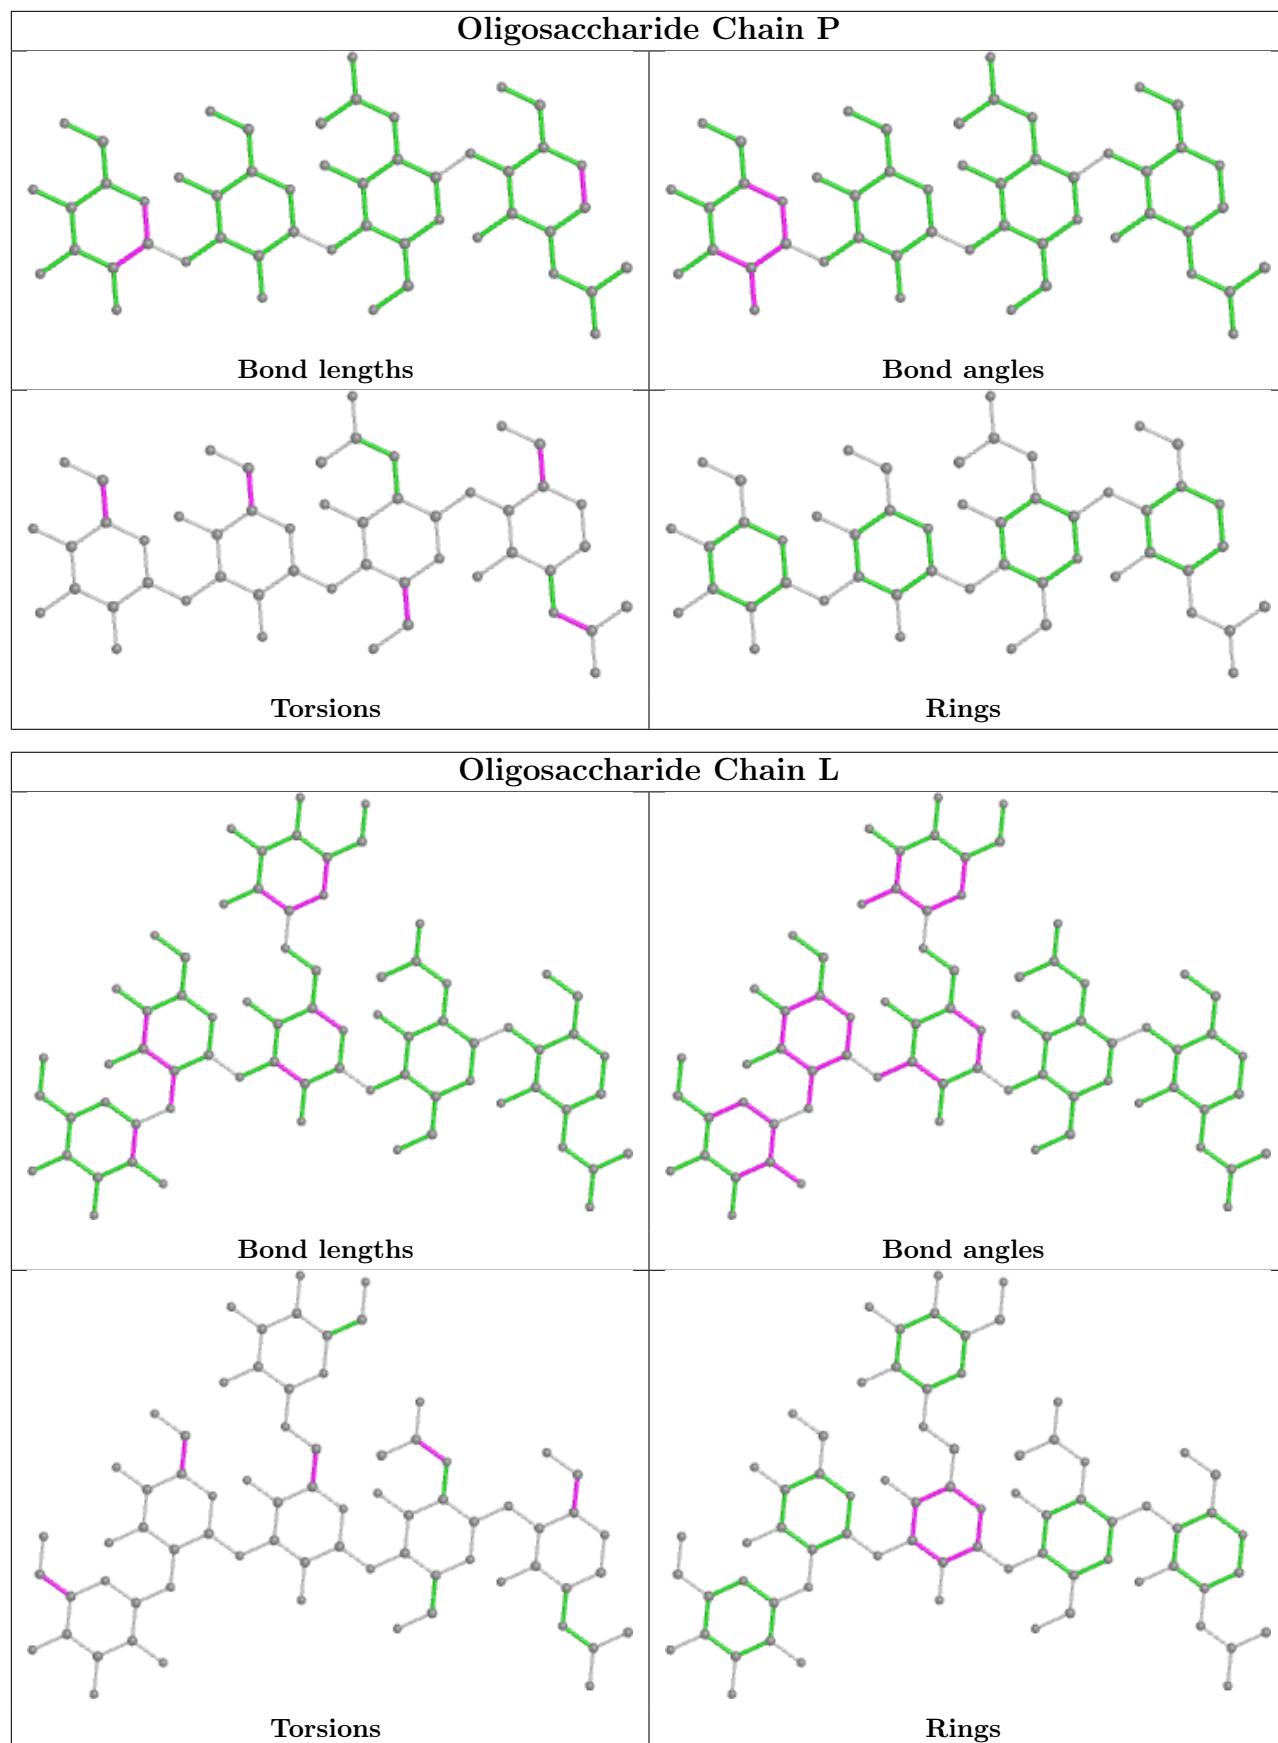 Oligosaccharide Chain P
Bond lengths
Bond angles
Torsions
Rings
Oligosaccharide Chain L
Bond lengths
Bond angles
Torsions
Rings